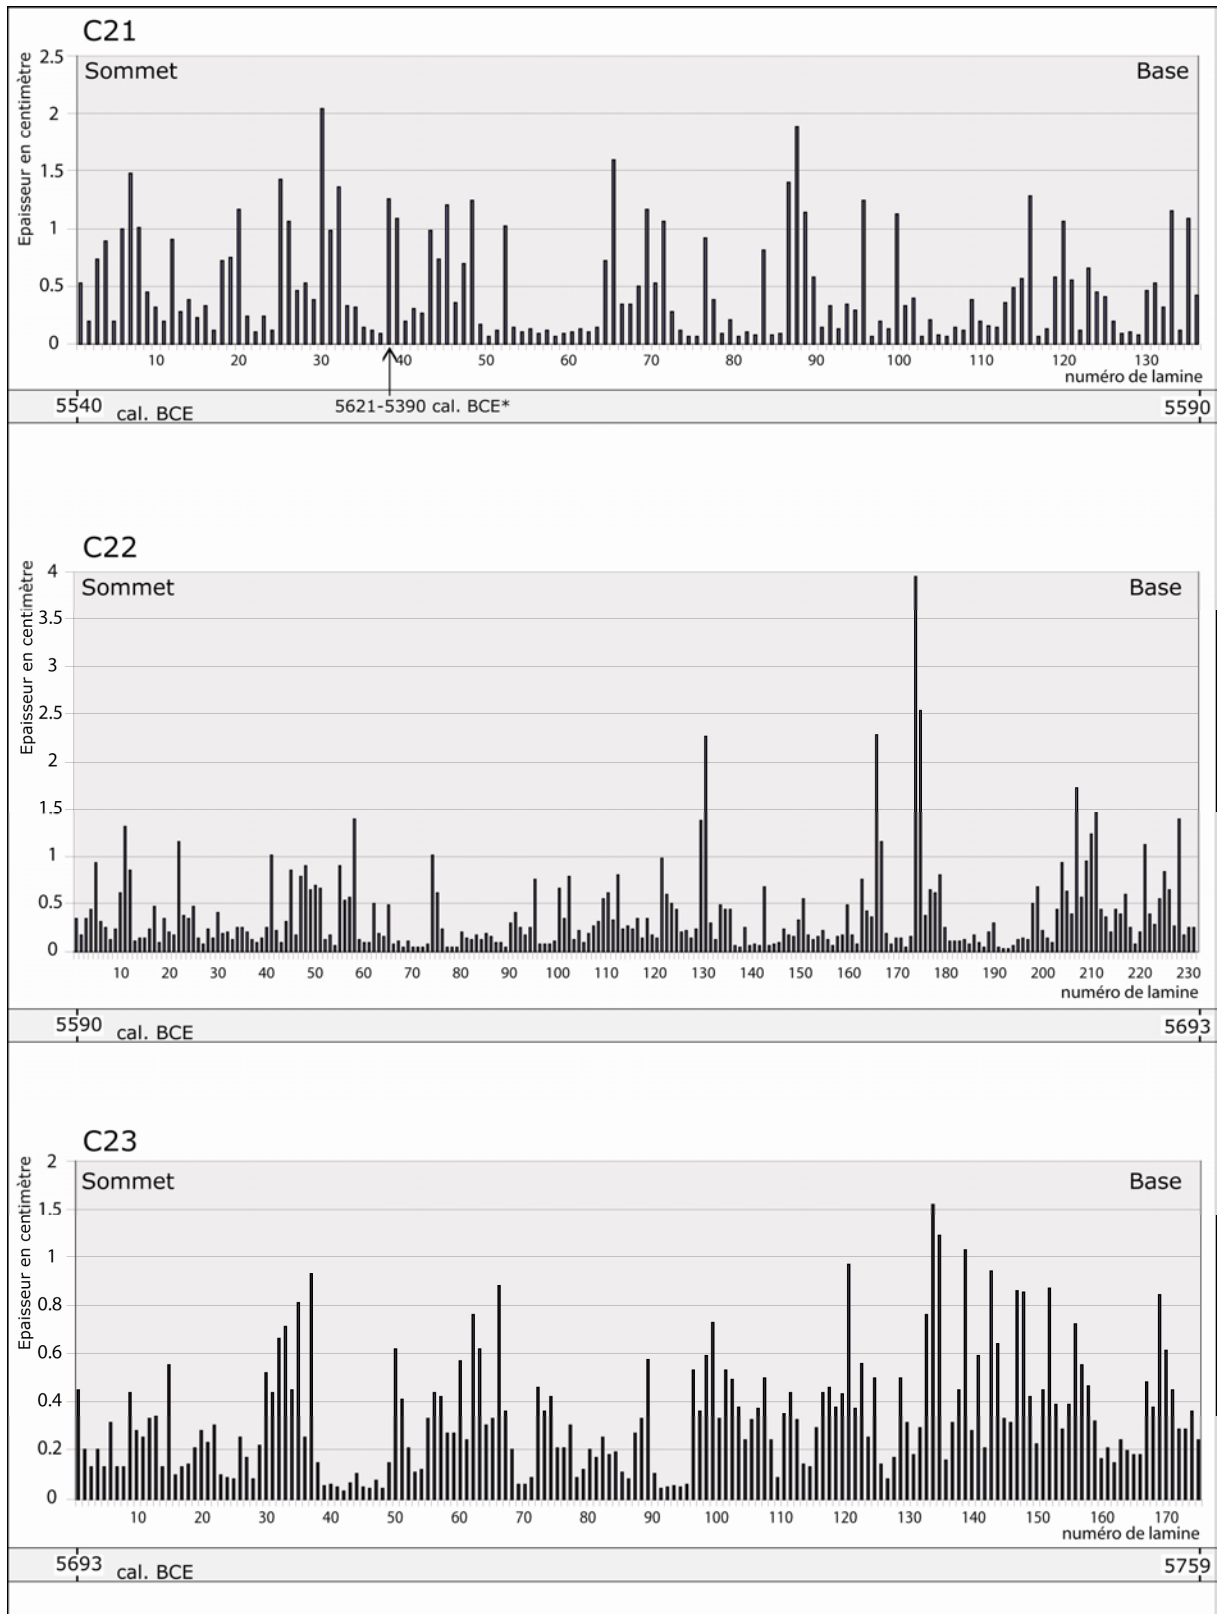 C21
Epaisseur en centimètre
2.5
2
1.5
1
0.5
0
Sommet
Base
10 20 30 40 50 60 70 80 90 100 110 120 130
numéro de lamine
5540 cal. BCE 5621-5390 cal. BCE* 5590
C22
Epaisseur en centimètre
4
3.5
3
2.5
2
1.5
1
0.5
0
Sommet
Base
10 20 30 40 50 60 70 80 90 100 110 120 130 140 150 160 170 180 190 200 210 220 230
numéro de lamine
5590 cal. BCE 5693
C23
Epaisseur en centimètre
2
1.5
1
0.8
0.6
0.4
0.2
0
Sommet
Base
10 20 30 40 50 60 70 80 90 100 110 120 130 140 150 160 170
numéro de lamine
5693 cal. BCE 5759